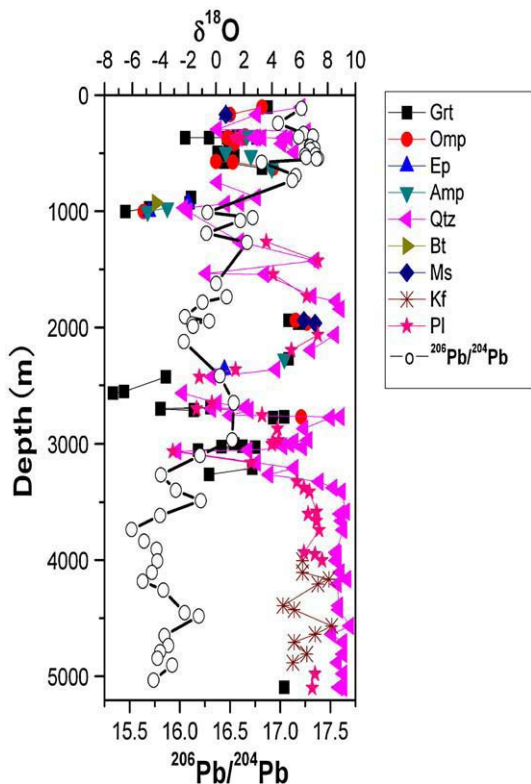 δ18O
-8 -6 -4 -2 0 2 4 6 8 10
0
1000
2000
3000
4000
5000
Depth (m)
15.5 16.0 16.5 17.0 17.5
206Pb/204Pb
Grt
Omp
Ep
Amp
Qtz
Bt
Ms
Kf
Pl
206Pb/204Pb